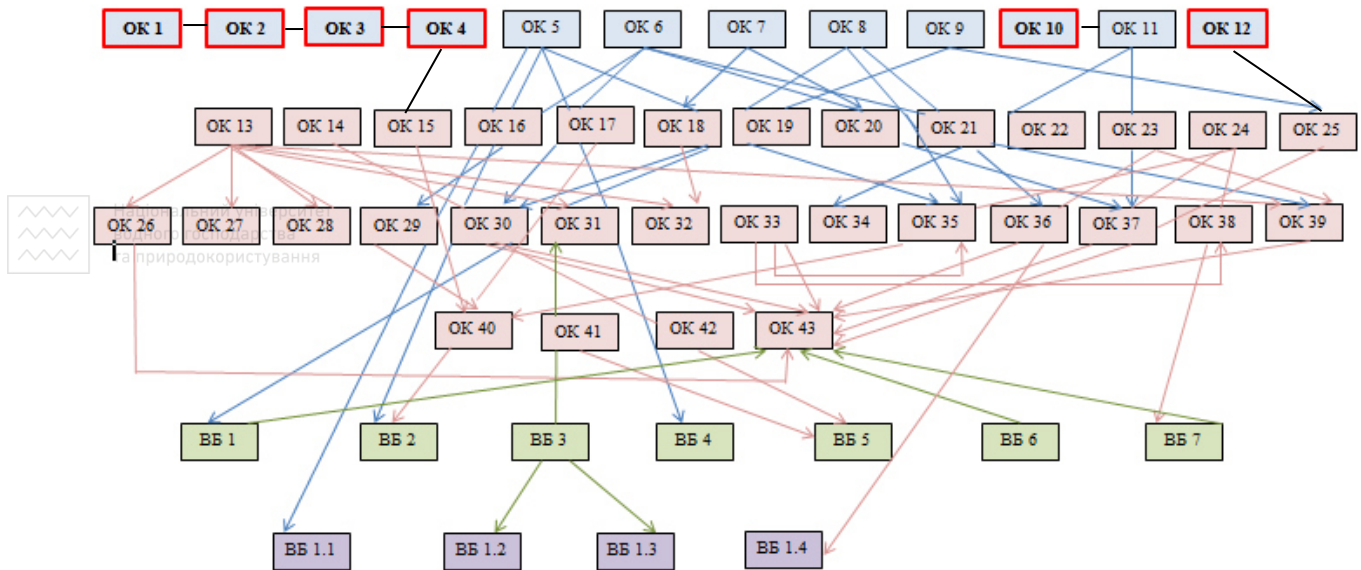 ОК 1 ОК 2 ОК 3 ОК 4 ОК 5 ОК 6 ОК 7 ОК 8 ОК 9 ОК 10 ОК 11 ОК 12
ОК 13 ОК 14 ОК 15 ОК 16 ОК 17 ОК 18 ОК 19 ОК 20 ОК 21 ОК 22 ОК 23 ОК 24 ОК 25
Національний університет
водного господарства
та природокористування
ОК 26 ОК 27 ОК 28 ОК 29 ОК 30 ОК 31 ОК 32 ОК 33 ОК 34 ОК 35 ОК 36 ОК 37 ОК 38 ОК 39
ОК 40 ОК 41 ОК 42 ОК 43
ВБ 1 ВБ 2 ВБ 3 ВБ 4 ВБ 5 ВБ 6 ВБ 7
ВБ 1.1 ВБ 1.2 ВБ 1.3 ВБ 1.4